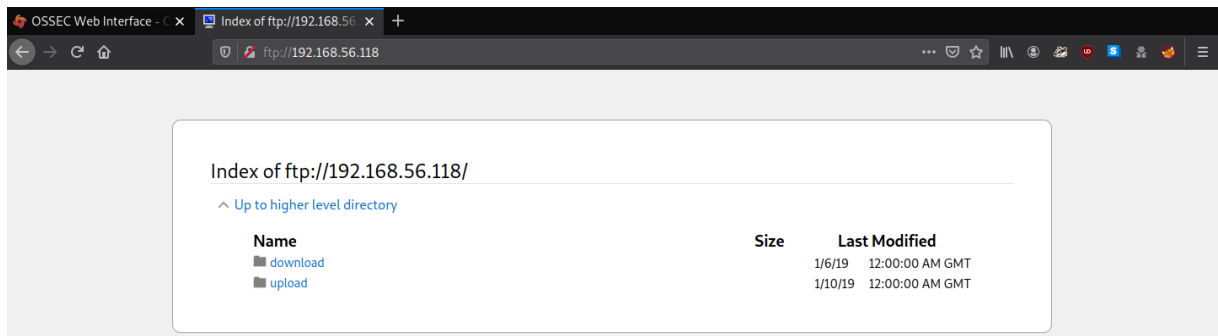 OSSEC Web Interface - O
Index of ftp://192.168.56.
ftp://192.168.56.118
Index of ftp://192.168.56.118/
Up to higher level directory
Name Size Last Modified
download 1/6/19 12:00:00 AM GMT
upload 1/10/19 12:00:00 AM GMT